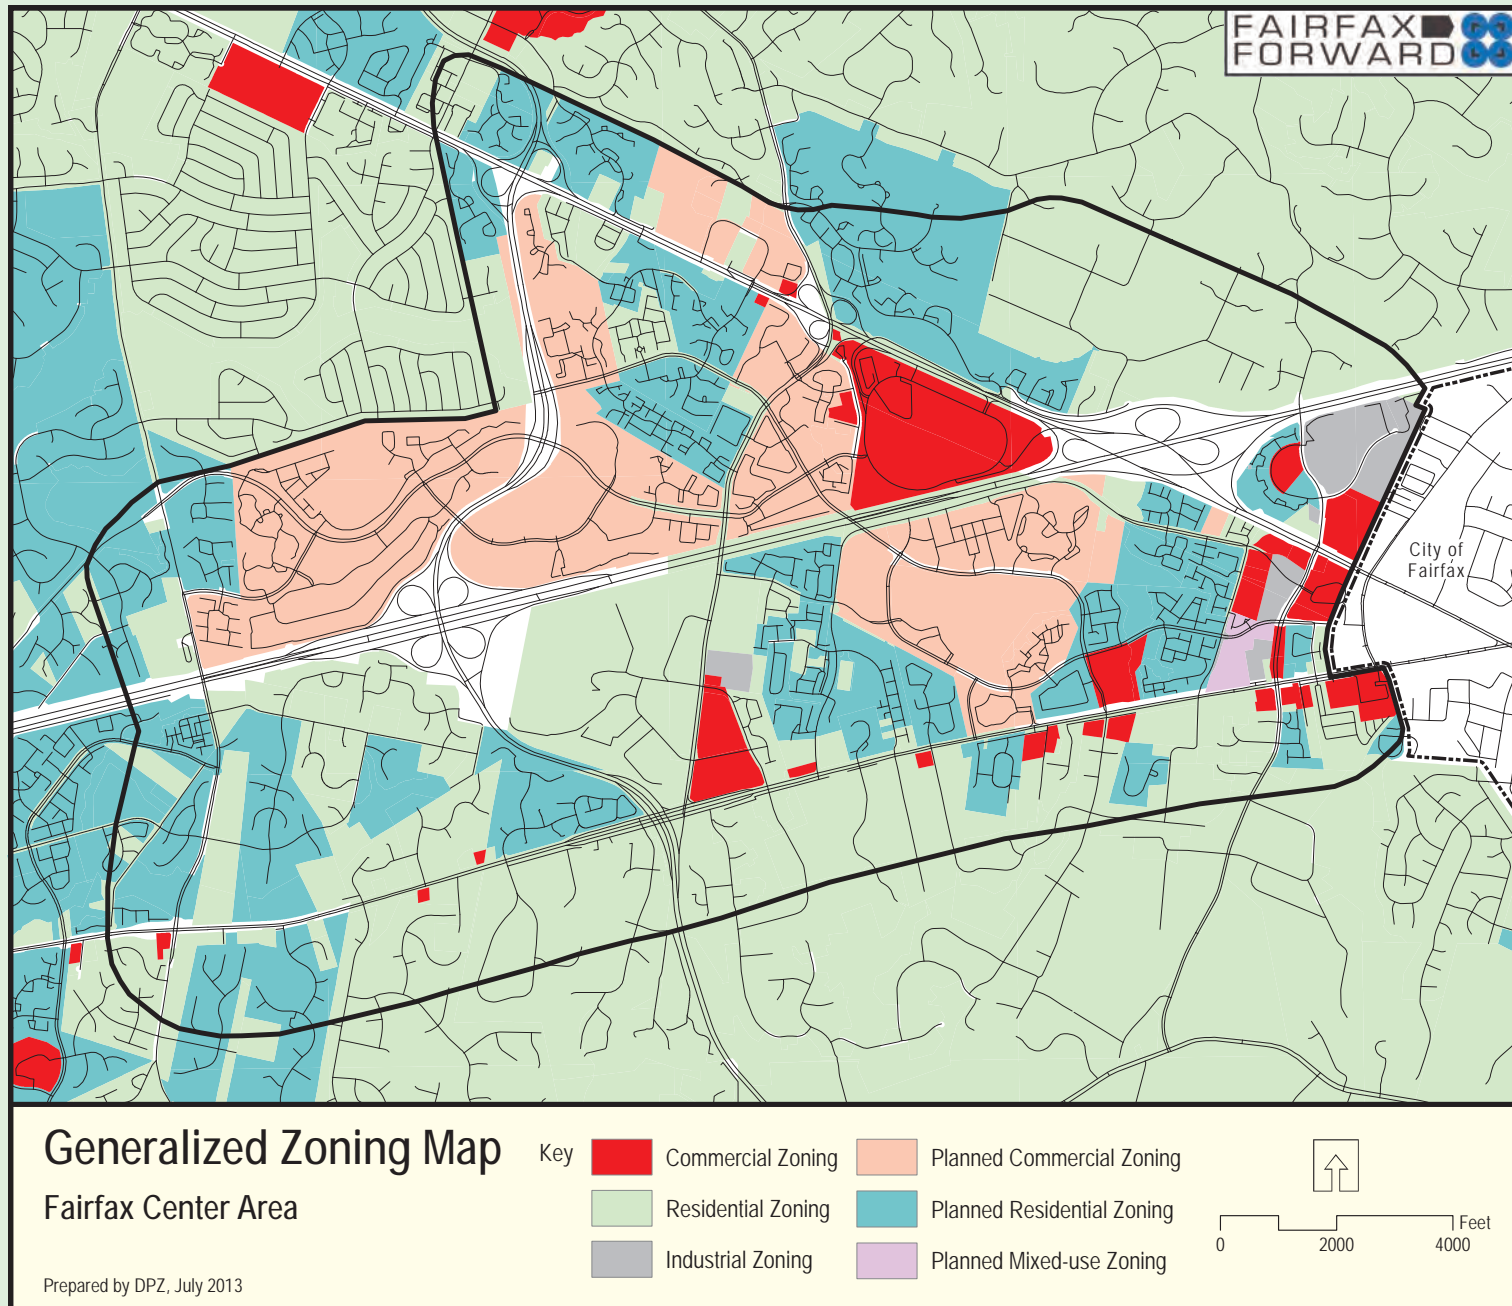 FAIRFAX
FORWARD
City of
Fairfax
Generalized Zoning Map
Fairfax Center Area
Prepared by DPZ, July 2013
Key
Commercial Zoning
Residential Zoning
Industrial Zoning
Planned Commercial Zoning
Planned Residential Zoning
Planned Mixed-use Zoning
Feet
0 2000 4000